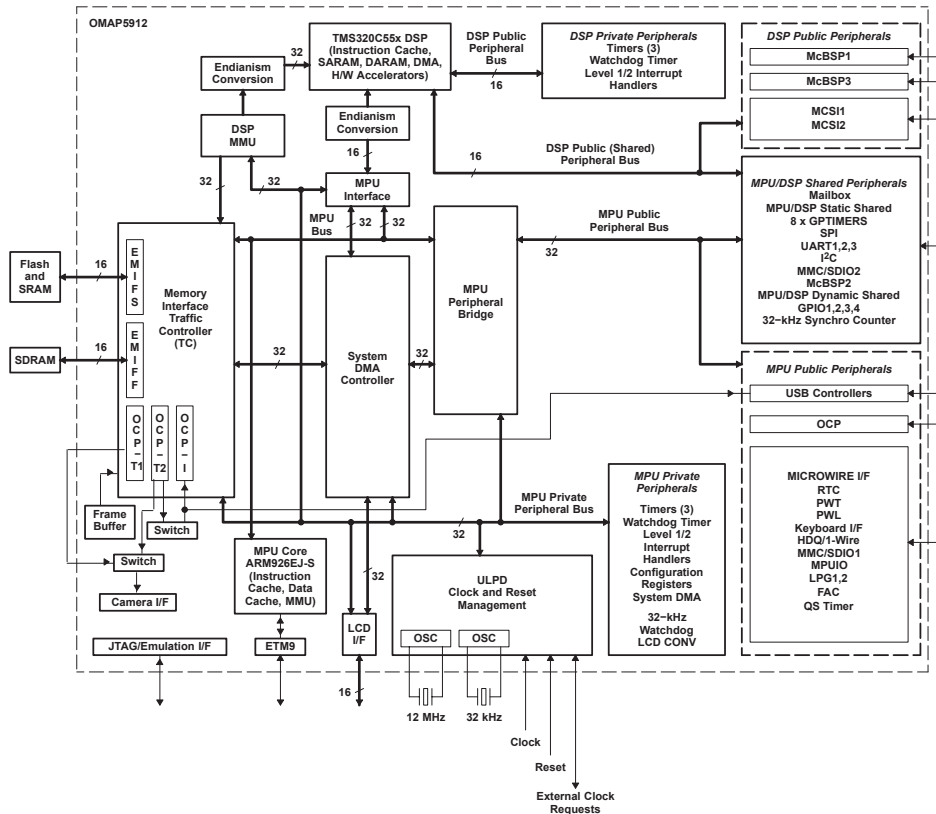 OMAP5912
TMS320C55x DSP
(Instruction Cache,
SARAM, DARAM, DMA,
H/W Accelerators)
32
Endianism
Conversion
DSP Public
Peripheral
Bus
16
DSP Private Peripherals
Timers (3)
Watchdog Timer
Level 1/2 Interrupt
Handlers
DSP Public Peripherals
McBSP1
McBSP3
MCSI1
MCSI2
DSP
MMU
Endianism
Conversion
16
DSP Public (Shared)
Peripheral Bus
16
32
32
MPU
Interface
MPU
Bus
32
32
MPU Public
Peripheral Bus
32
MPU/DSP Shared Peripherals
Mailbox
MPU/DSP Static Shared
8 x GPTIMERS
SPI
UART1,2,3
I2C
MMC/SDIO2
McBSP2
MPU/DSP Dynamic Shared
GPIO1,2,3,4
32−kHz Synchro Counter
Flash and
SRAM
16
E
M
I
F
S
Memory
Interface
Traffic
Controller
(TC)
MPU
Peripheral
Bridge
SDRAM
16
E
M
I
F
F
32
System
DMA
Controller
32
MPU Public Peripherals
USB Controllers
OCP
O
C
P
−
T1
O
C
P
−
T2
O
C
P
−
I
MICROWIRE I/F
RTC
PWT
PWL
Keyboard I/F
HDQ/1-Wire
MMC/SDIO1
MPUIO
LPG1,2
FAC
QS Timer
MPU Private
Peripherals
Timers (3)
Watchdog Timer
Level 1/2
Interrupt
Handlers
Configuration
Registers
System DMA
32−kHz
Watchdog
LCD CONV
MPU Private
Peripheral Bus
32
Frame
Buffer
Switch
Switch
Camera I/F
MPU Core
ARM926EJ-S
(Instruction
Cache, Data
Cache, MMU)
32
ULPD
Clock and Reset
Management
OSC
OSC
LCD
I/F
JTAG/Emulation I/F
ETM9
16
12 MHz
32 kHz
Clock
Reset
External Clock
Requests